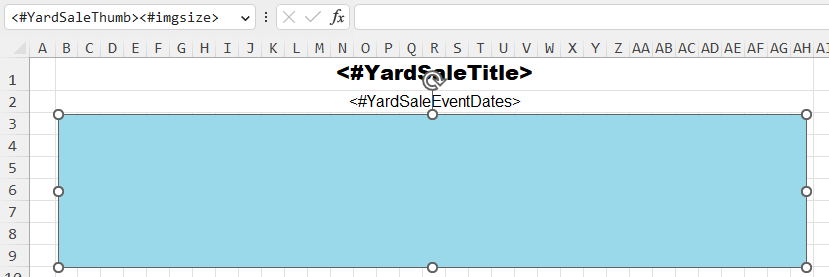 <#YardSaleThumb><#imgsize>
fx
A B C D E F G H I J K L M N O P Q R S T U V W X Y Z AA AB AC AD AE AF AG AH AI
1 <#YardSaleTitle>
2 <#YardSaleEventDates>
3
4
5
6
7
8
9
10